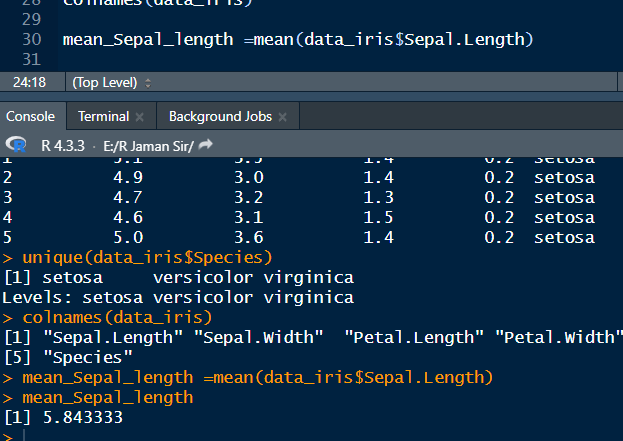 28 colnames(data_iris)
29
30 mean_Sepal_length =mean(data_iris$Sepal.Length)
31
24:18 (Top Level)
Console Terminal Background Jobs
R 4.3.3 · E:/R Jaman Sir/
1 5.1 3.5 1.4 0.2 setosa
2 4.9 3.0 1.4 0.2 setosa
3 4.7 3.2 1.3 0.2 setosa
4 4.6 3.1 1.5 0.2 setosa
5 5.0 3.6 1.4 0.2 setosa
> unique(data_iris$Species)
[1] setosa versicolor virginica
Levels: setosa versicolor virginica
> colnames(data_iris)
[1] "Sepal.Length" "Sepal.Width" "Petal.Length" "Petal.Width"
[5] "Species"
> mean_Sepal_length =mean(data_iris$Sepal.Length)
> mean_Sepal_length
[1] 5.843333
>